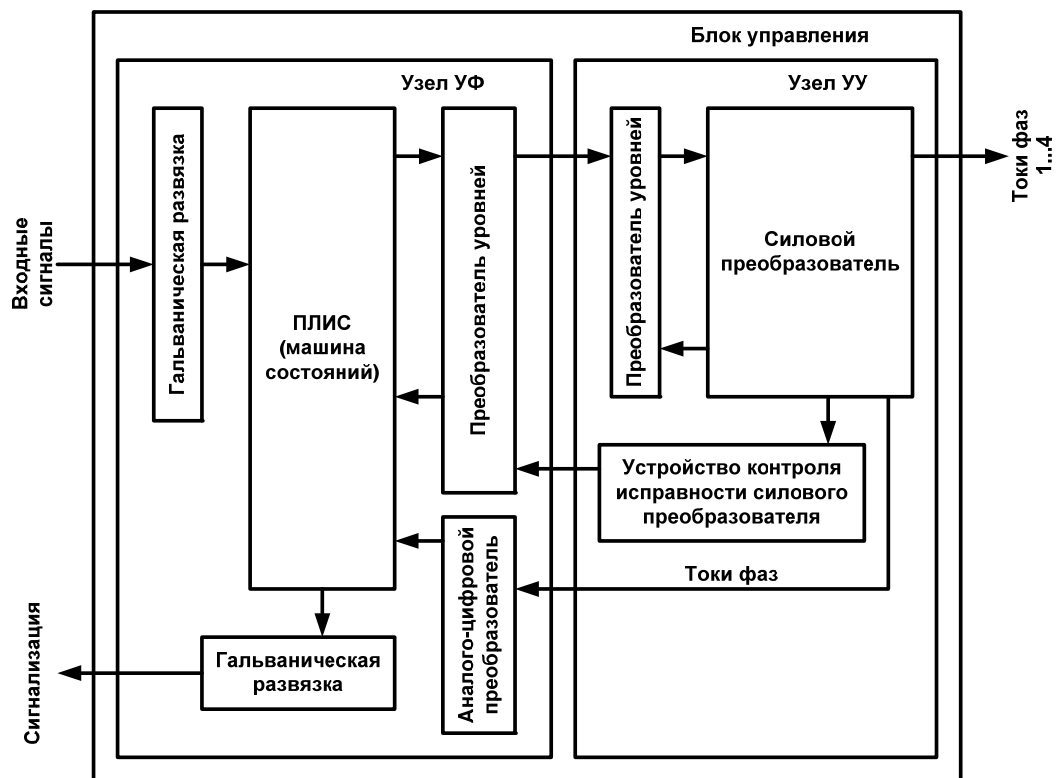 Блок управления
Узел УФ
Узел УУ
Входные
сигналы
Гальваническая развязка
ПЛИС
(машина
состояний)
Преобразователь уровней
Преобразователь уровней
Силовой
преобразователь
Токи фаз
1...4
Устройство контроля
исправности силового
преобразователя
Токи фаз
Аналого-цифровой
преобразователь
Гальваническая
развязка
Сигнализация